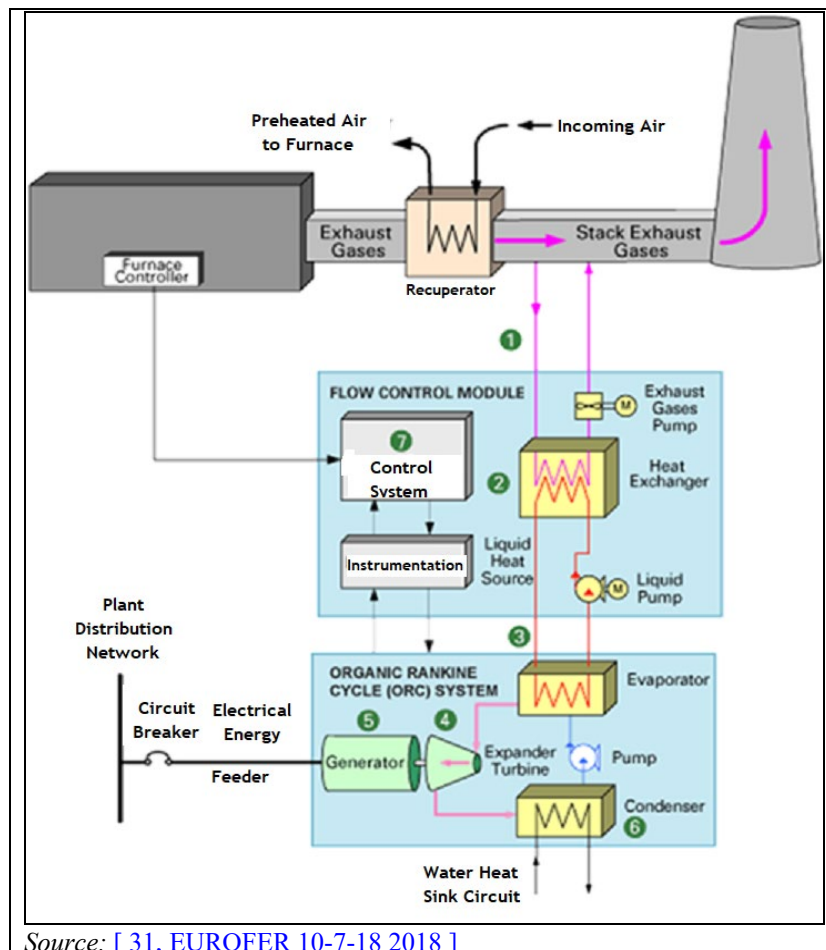 Preheated Air
to Furnace
Incoming Air
Exhaust
Gases
Stack Exhaust
Gases
Furnace
Controller
Recuperator
1
FLOW CONTROL MODULE
Exhaust
Gases
Pump
M
7
Control
System
2
Heat
Exchanger
Instrumentation
Liquid
Heat
Source
M
Liquid
Pump
Plant
Distribution
Network
3
ORGANIC RANKINE
CYCLE (ORC) SYSTEM
Evaporator
Circuit
Breaker
Electrical
Energy
Feeder
5
4
Generator
Expander
Turbine
Pump
Condenser
6
Water Heat
Sink Circuit
Source: [ 31, EUROFER 10-7-18 2018 ]